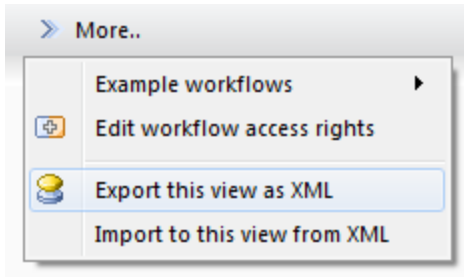 More..
Example workflows
Edit workflow access rights
Export this view as XML
Import to this view from XML